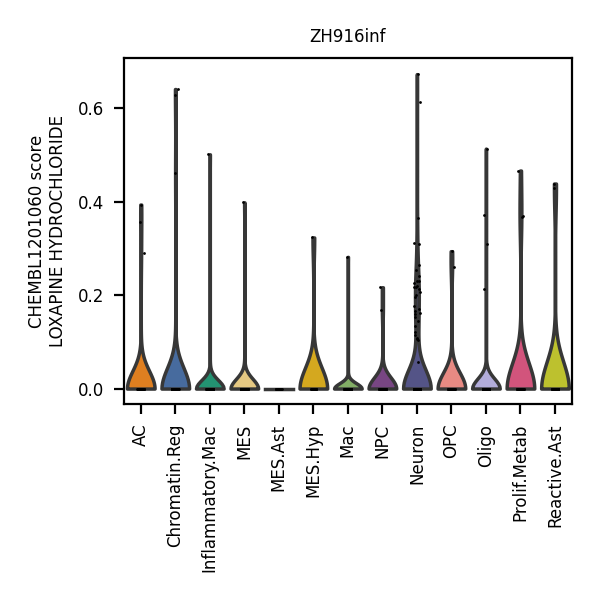 ZH916inf
CHEMBL1201060 score
LOXAPINE HYDROCHLORIDE
0.6
0.4
0.2
0.0
AC
Chromatin.Reg
Inflammatory.Mac
MES
MES.Ast
MES.Hyp
Mac
NPC
Neuron
OPC
Oligo
Prolif.Metab
Reactive.Ast